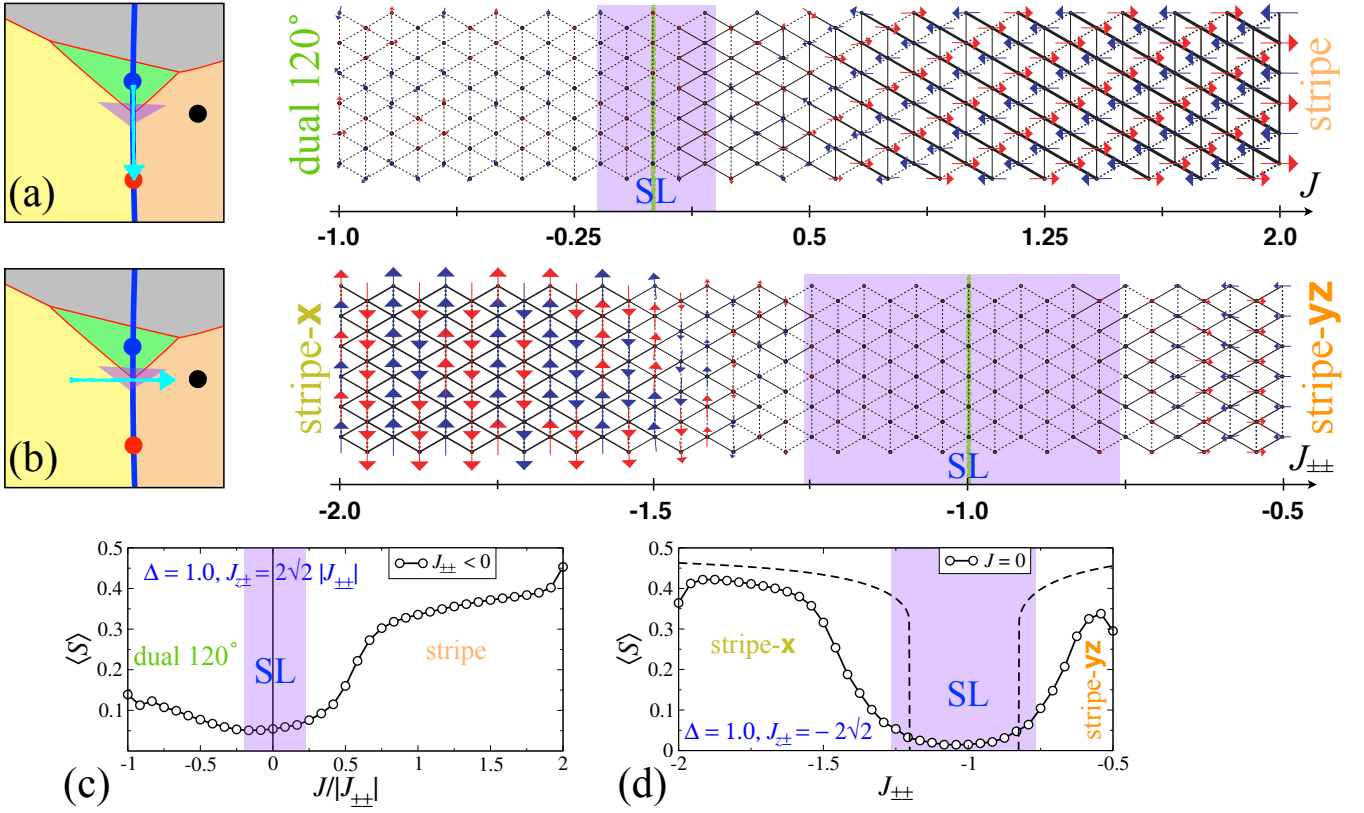 (a)
dual 120°
SL
stripe
J
-1.0 -0.25 0.5 1.25 2.0
(b)
stripe-x
SL
stripe-yz
J±±
-2.0 -1.5 -1.0 -0.5
0.5
0.4
0.3
0.2
0.1
0
⟨S⟩
J±± < 0
Δ = 1.0, Jz± = 2√2 |J±±|
dual 120°
SL
stripe
-1 -0.5 0 0.5 1 1.5 2
(c)
J/|J±±|
0.5
0.4
0.3
0.2
0.1
0
⟨S⟩
J = 0
stripe-x
SL
stripe-yz
Δ = 1.0, Jz± = − 2√2
-2 -1.5 -1 -0.5
(d)
J±±